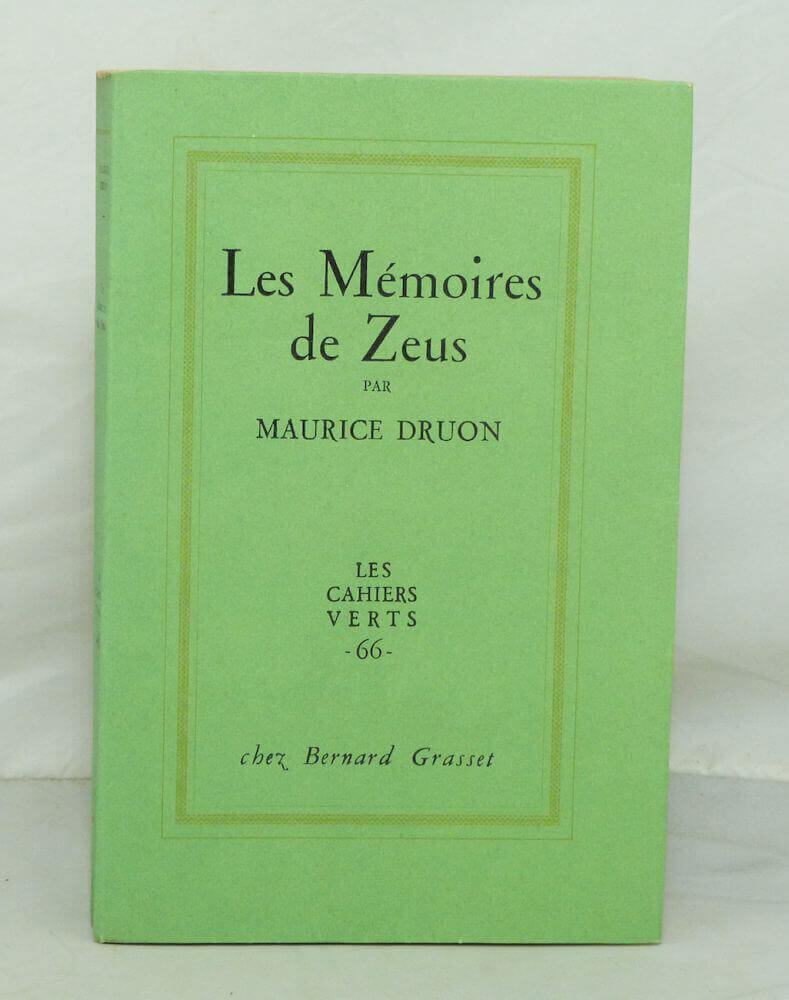 Les Mémoires
de Zeus
PAR
MAURICE DRUON
LES
CAHIERS
VERTS
-66-
chez Bernard Grasset